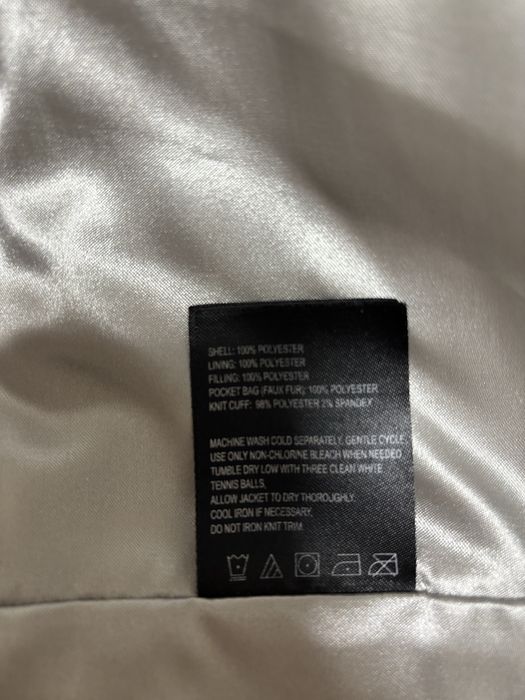 SHELL: 100% POLYESTER
LINING: 100% POLYESTER
FILLING: 100% POLYESTER
POCKET BAG (FAUX FUR): 100% POLYESTER
KNIT CUFF: 98% POLYESTER 2% SPANDEX
MACHINE WASH COLD SEPARATELY, GENTLE CYCLE
USE ONLY NON-CHLORINE BLEACH WHEN NEEDED
TUMBLE DRY LOW WITH THREE CLEAN WHITE
TENNIS BALLS,
ALLOW JACKET TO DRY THOROUGHLY.
COOL IRON IF NECESSARY,
DO NOT IRON KNIT TRIM.